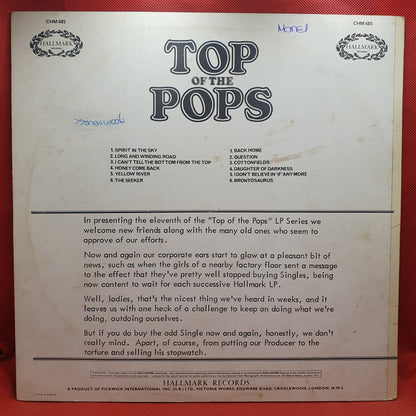 CHM 685
CHM 685
HALLMARK
HALLMARK
TOP
OF THE
POPS
1. SPIRIT IN THE SKY
2. LONG AND WINDING ROAD
3. I CAN'T TELL THE BOTTOM FROM THE TOP
4. HONEY COME BACK
5. YELLOW RIVER
6. THE SEEKER
1. BACK HOME
2. QUESTION
3. COTTONFIELDS
4. DAUGHTER OF DARKNESS
5. I DON'T BELIEVE IN 'IF' ANY MORE
6. BRONTOSAURUS
In presenting the eleventh of the "Top of the Pops" LP Series we
welcome new friends along with the many old ones who seem to
approve of our efforts.
Now and again our corporate ears start to glow at a pleasant bit of
news, such as when the girls of a nearby factory floor sent a message
to the effect that they've pretty well stopped buying Singles, being
now content to wait for each successive Hallmark LP.
Well, ladies, that's the nicest thing we've heard in weeks, and it
leaves us with one heck of a challenge to keep on doing what we're
doing, outdoing ourselves.
But if you do buy the odd Single now and again, honestly, we don't
really mind. Apart, of course, from putting our Producer to the
torture and selling his stopwatch.
HALLMARK RECORDS
A PRODUCT OF PICKWICK INTERNATIONAL INC. (G.B.) LTD., VICTORIA WORKS, EDGWARE ROAD, CRICKLEWOOD, LONDON, N.W.2.